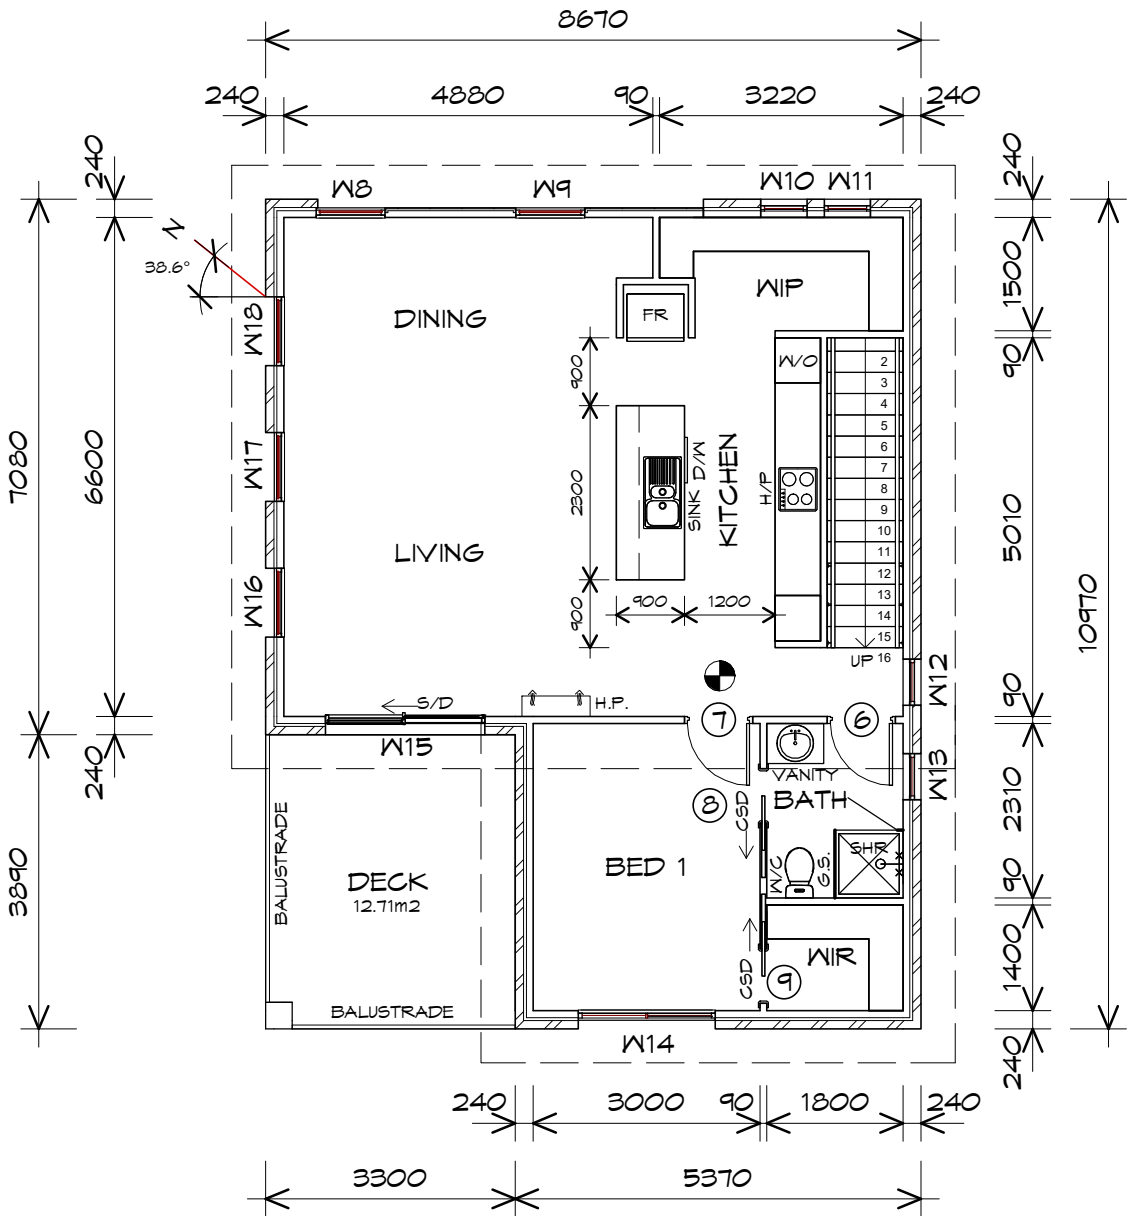 8670
240
4880
90
3220
240
240
240
W8
W9
W10
W11
N
38.6°
1500
DINING
WIP
W18
FR
90
W/O
900
2
3
4
5
6
7
8
9
10
11
12
13
14
15
16
7080
6600
W17
2300
SINK
D/W
KITCHEN
H/P
5010
LIVING
10970
W16
900
900
1200
UP
W12
90
S/D
H.P.
7
6
W15
240
W13
VANITY
BATH
8
CSD
2310
BALUSTRADE
SHR
BED 1
W/C
G.S.
DECK
12.71m2
90
3890
WIR
CSD
9
1400
BALUSTRADE
W14
240
240
3000
90
1800
240
3300
5370